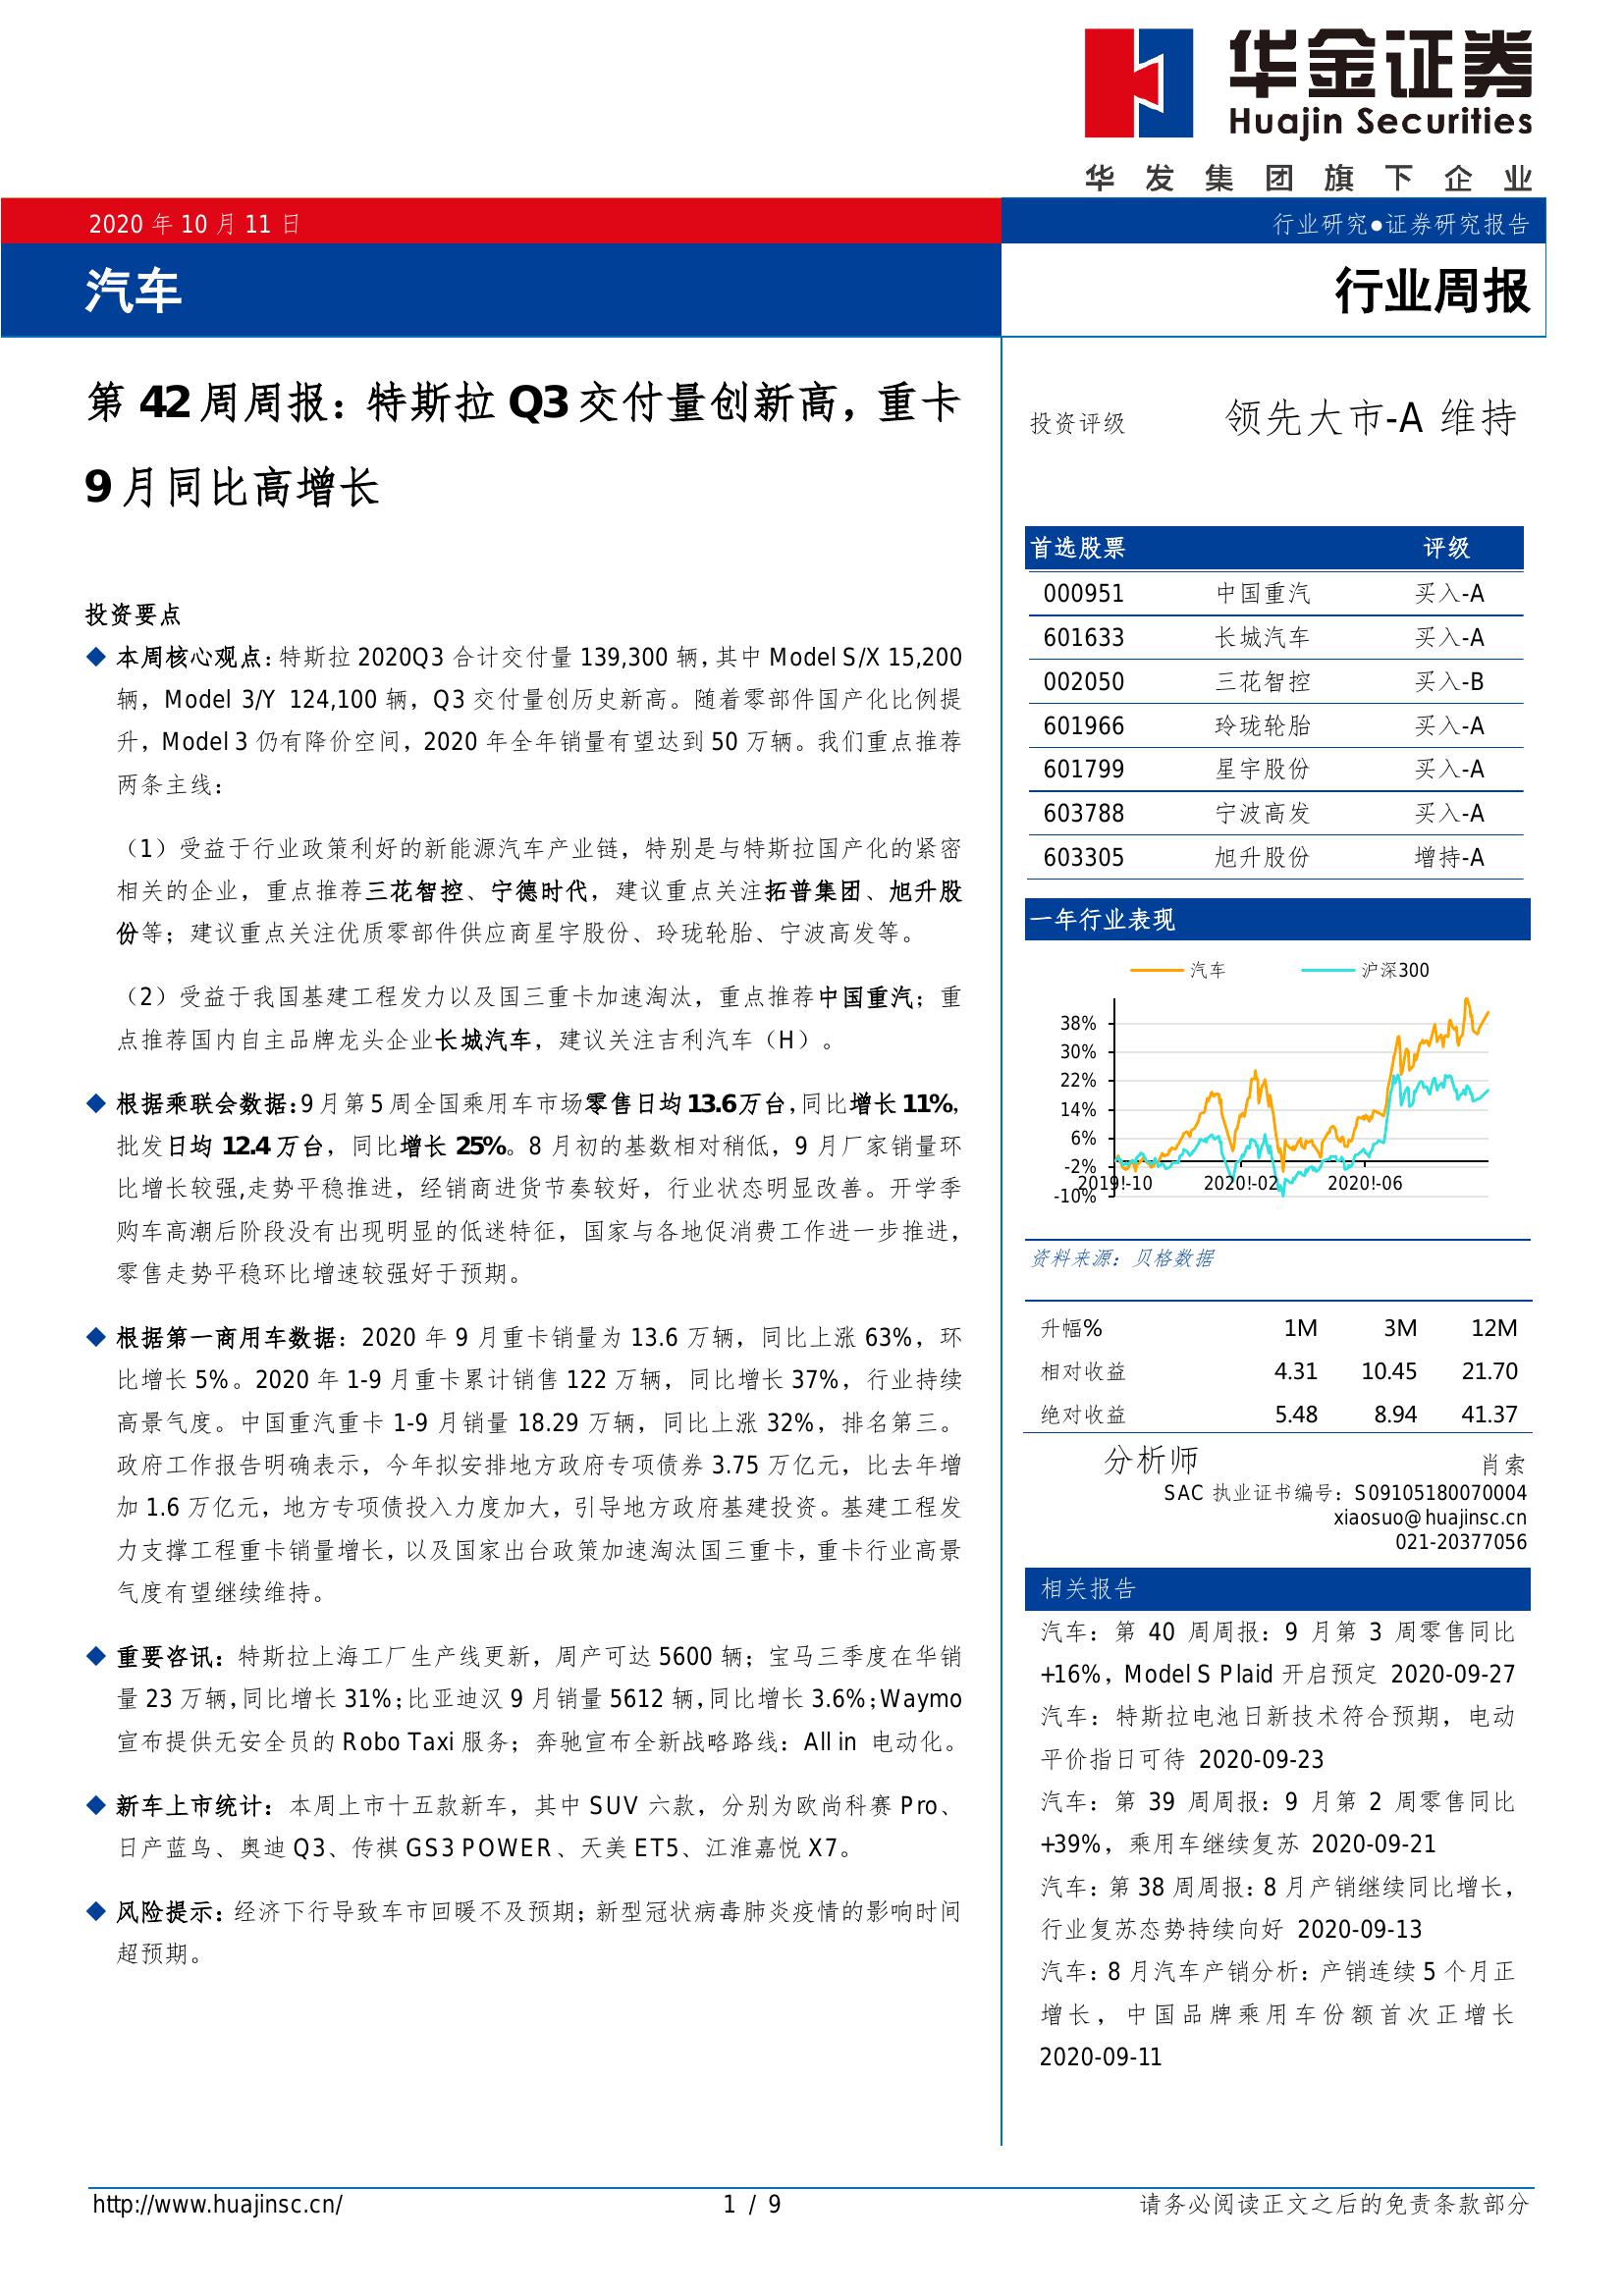 华金证券
Huajin Securities
华发集团旗下企业
2020 年 10 月 11 日
行业研究●证券研究报告
汽车
行业周报
第 42 周周报：特斯拉 Q3 交付量创新高，重卡
9 月同比高增长
投资要点
◆ 本周核心观点：特斯拉 2020Q3 合计交付量 139,300 辆，其中 Model S/X 15,200
辆，Model 3/Y 124,100 辆，Q3 交付量创历史新高。随着零部件国产化比例提
升，Model 3 仍有降价空间，2020 年全年销量有望达到 50 万辆。我们重点推荐
两条主线：
（1）受益于行业政策利好的新能源汽车产业链，特别是与特斯拉国产化的紧密
相关的企业，重点推荐三花智控、宁德时代，建议重点关注拓普集团、旭升股
份等；建议重点关注优质零部件供应商星宇股份、玲珑轮胎、宁波高发等。
（2）受益于我国基建工程发力以及国三重卡加速淘汰，重点推荐中国重汽；重
点推荐国内自主品牌龙头企业长城汽车，建议关注吉利汽车（H）。
◆ 根据乘联会数据：9 月第 5 周全国乘用车市场零售日均 13.6 万台，同比增长 11%，
批发日均 12.4 万台，同比增长 25%。8 月初的基数相对稍低，9 月厂家销量环
比增长较强,走势平稳推进，经销商进货节奏较好，行业状态明显改善。开学季
购车高潮后阶段没有出现明显的低迷特征，国家与各地促消费工作进一步推进，
零售走势平稳环比增速较强好于预期。
◆ 根据第一商用车数据：2020 年 9 月重卡销量为 13.6 万辆，同比上涨 63%，环
比增长 5%。2020 年 1-9 月重卡累计销售 122 万辆，同比增长 37%，行业持续
高景气度。中国重汽重卡 1-9 月销量 18.29 万辆，同比上涨 32%，排名第三。
政府工作报告明确表示，今年拟安排地方政府专项债券 3.75 万亿元，比去年增
加 1.6 万亿元，地方专项债投入力度加大，引导地方政府基建投资。基建工程发
力支撑工程重卡销量增长，以及国家出台政策加速淘汰国三重卡，重卡行业高景
气度有望继续维持。
◆ 重要咨讯：特斯拉上海工厂生产线更新，周产可达 5600 辆；宝马三季度在华销
量 23 万辆，同比增长 31%；比亚迪汉 9 月销量 5612 辆，同比增长 3.6%；Waymo
宣布提供无安全员的 Robo Taxi 服务；奔驰宣布全新战略路线：All in 电动化。
◆ 新车上市统计：本周上市十五款新车，其中 SUV 六款，分别为欧尚科赛 Pro、
日产蓝鸟、奥迪 Q3、传祺 GS3 POWER、天美 ET5、江淮嘉悦 X7。
◆ 风险提示：经济下行导致车市回暖不及预期；新型冠状病毒肺炎疫情的影响时间
超预期。
投资评级 领先大市-A 维持
首选股票 评级
000951 中国重汽 买入-A
601633 长城汽车 买入-A
002050 三花智控 买入-B
601966 玲珑轮胎 买入-A
601799 星宇股份 买入-A
603788 宁波高发 买入-A
603305 旭升股份 增持-A
一年行业表现
汽车 沪深300
38%
30%
22%
14%
6%
-2%
-10%
2019!-10 2020!-02 2020!-06
资料来源：贝格数据
升幅% 1M 3M 12M
相对收益 4.31 10.45 21.70
绝对收益 5.48 8.94 41.37
分析师 肖索
SAC 执业证书编号：S09105180070004
xiaosuo@huajinsc.cn
021-20377056
相关报告
汽车：第 40 周周报：9 月第 3 周零售同比
+16%，Model S Plaid 开启预定 2020-09-27
汽车：特斯拉电池日新技术符合预期，电动
平价指日可待 2020-09-23
汽车：第 39 周周报：9 月第 2 周零售同比
+39%，乘用车继续复苏 2020-09-21
汽车：第 38 周周报：8 月产销继续同比增长，
行业复苏态势持续向好 2020-09-13
汽车：8 月汽车产销分析：产销连续 5 个月正
增长，中国品牌乘用车份额首次正增长
2020-09-11
http://www.huajinsc.cn/
1 / 9
请务必阅读正文之后的免责条款部分